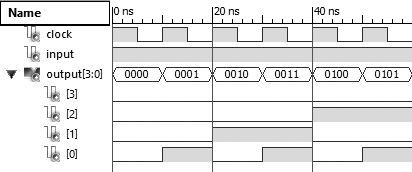 Name 0 ns 20 ns 40 ns
clock
input
output[3:0] 0000 0001 0010 0011 0100 0101
[3]
[2]
[1]
[0]